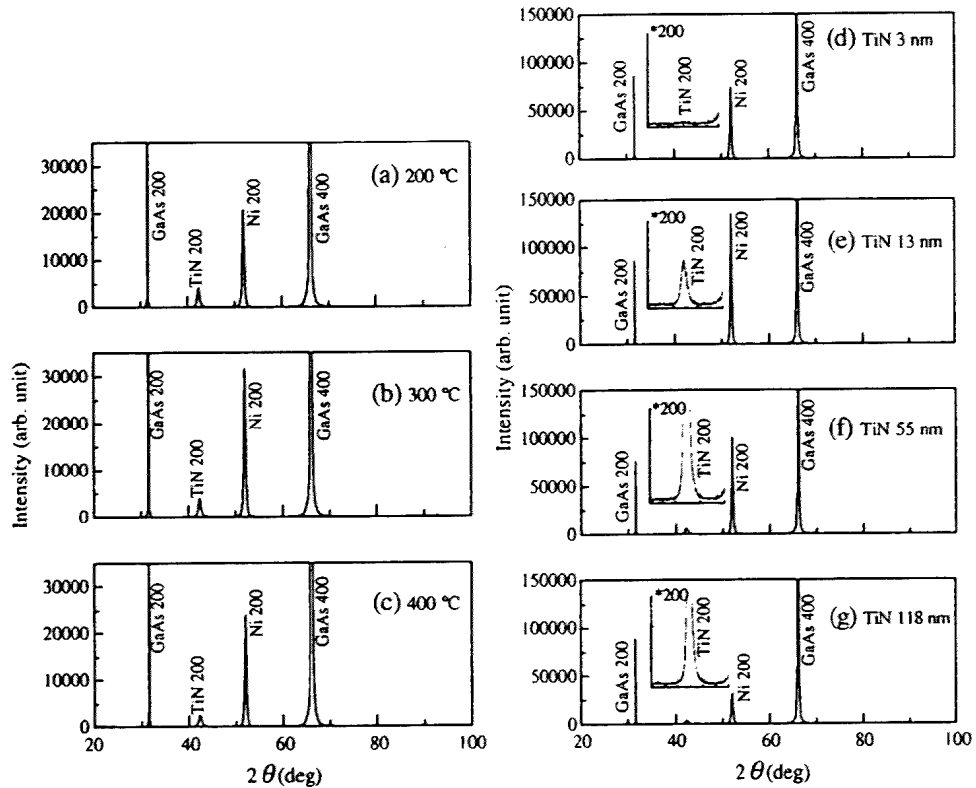 (a) 200 ℃
30000
20000
10000
0
GaAs 200
TiN 200
Ni 200
GaAs 400
(b) 300 ℃
30000
20000
10000
0
GaAs 200
TiN 200
Ni 200
GaAs 400
(c) 400 ℃
30000
20000
10000
0
GaAs 200
TiN 200
Ni 200
GaAs 400
20 40 60 80 100
2 θ (deg)
Intensity (arb. unit)
(d) TiN 3 nm
150000
100000
50000
0
GaAs 200
*200
TiN 200
Ni 200
GaAs 400
(e) TiN 13 nm
150000
100000
50000
0
GaAs 200
*200
TiN 200
Ni 200
GaAs 400
(f) TiN 55 nm
150000
100000
50000
0
GaAs 200
*200
TiN 200
Ni 200
GaAs 400
(g) TiN 118 nm
150000
100000
50000
0
GaAs 200
*200
TiN 200
Ni 200
GaAs 400
20 40 60 80 100
2 θ (deg)
Intensity (arb. unit)